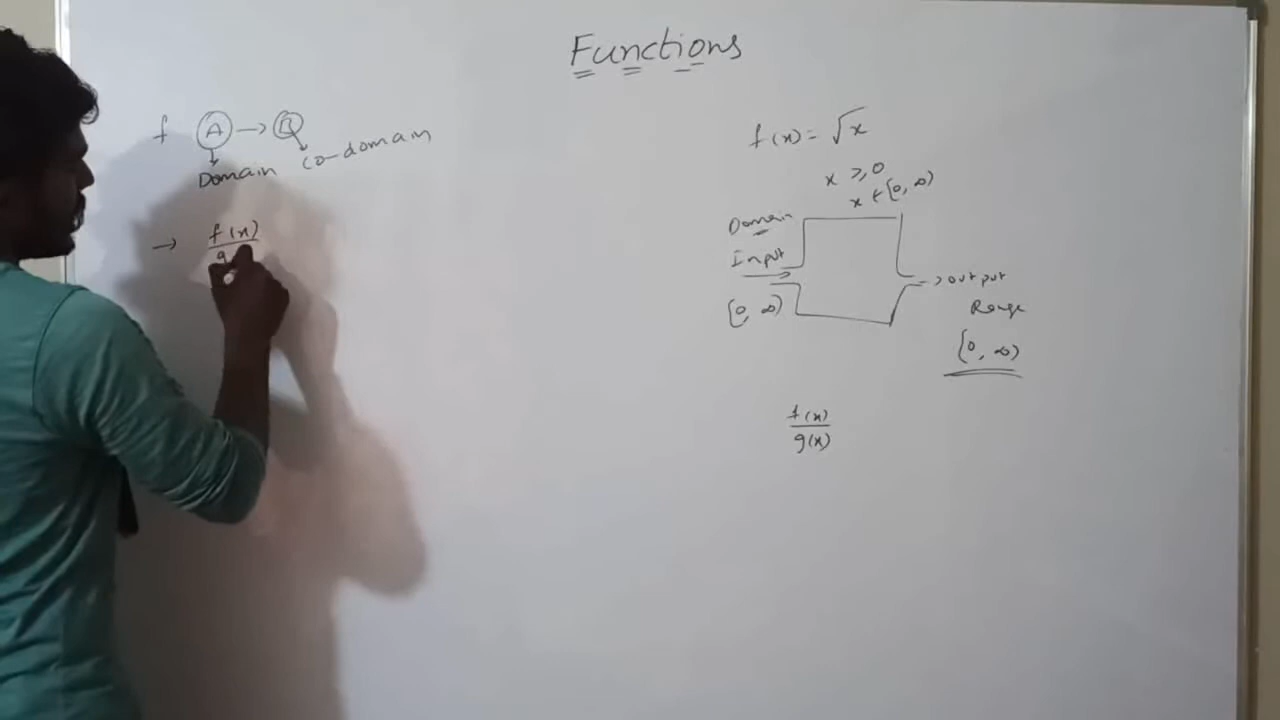 Functions
f A → B
Domain co-domain
→ f(x)
g
f(x) = √x
x ≥ 0
x ∈ [0, ∞)
Domain
Input
[0, ∞)
→ output
Range
[0, ∞)
f(x)
g(x)